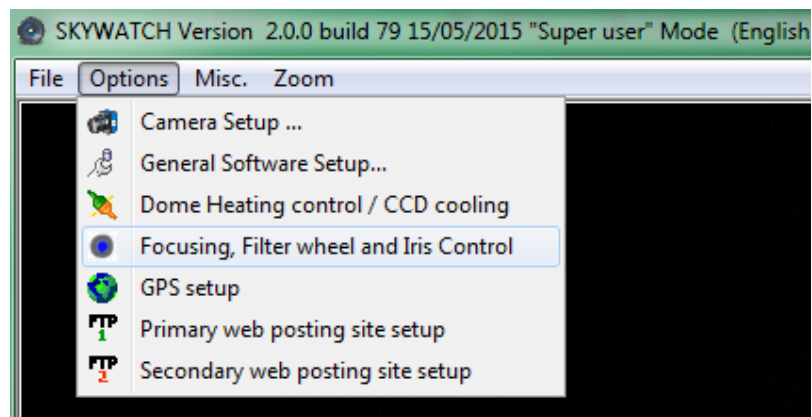 SKYWATCH Version 2.0.0 build 79 15/05/2015 "Super user" Mode (English
File Options Misc. Zoom
Camera Setup ...
General Software Setup...
Dome Heating control / CCD cooling
Focusing, Filter wheel and Iris Control
GPS setup
FTP 1 Primary web posting site setup
FTP 2 Secondary web posting site setup